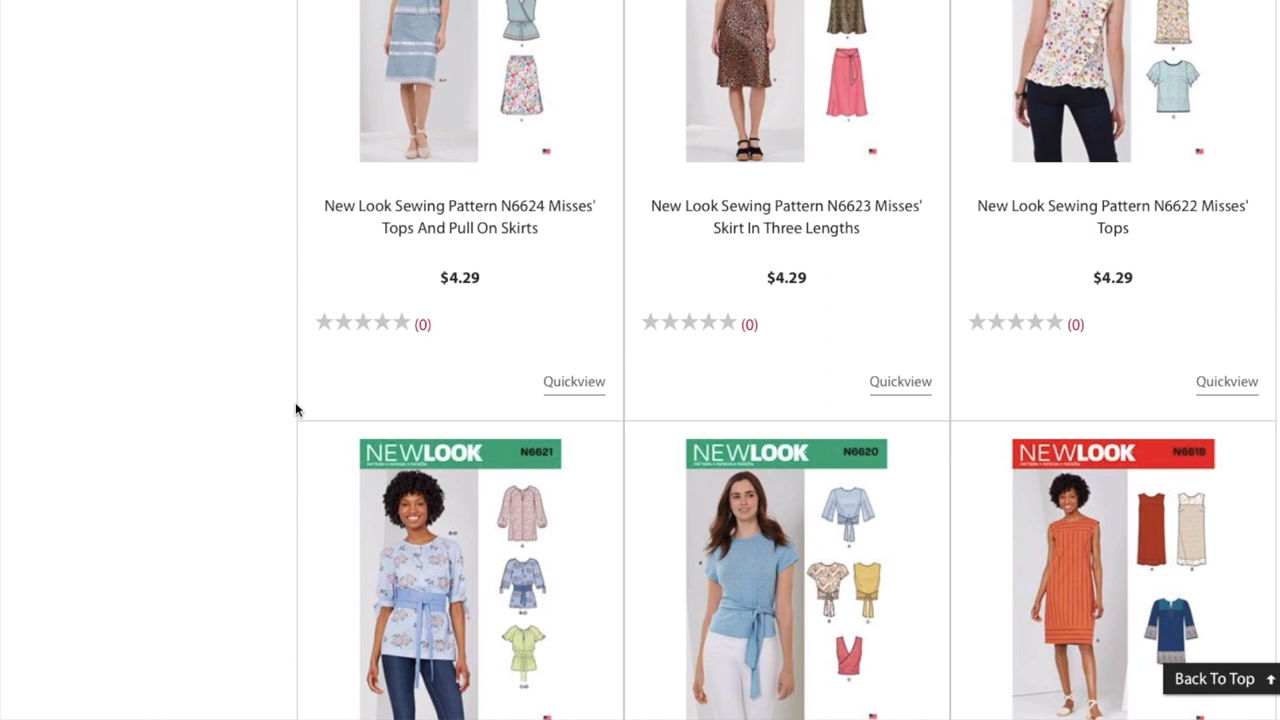 New Look Sewing Pattern N6624 Misses'
Tops And Pull On Skirts
$4.29
(0)
Quickview
New Look Sewing Pattern N6623 Misses'
Skirt In Three Lengths
$4.29
(0)
Quickview
New Look Sewing Pattern N6622 Misses'
Tops
$4.29
(0)
Quickview
NEWLOOK N6621
NEWLOOK N6620
NEWLOOK N6619
Back To Top